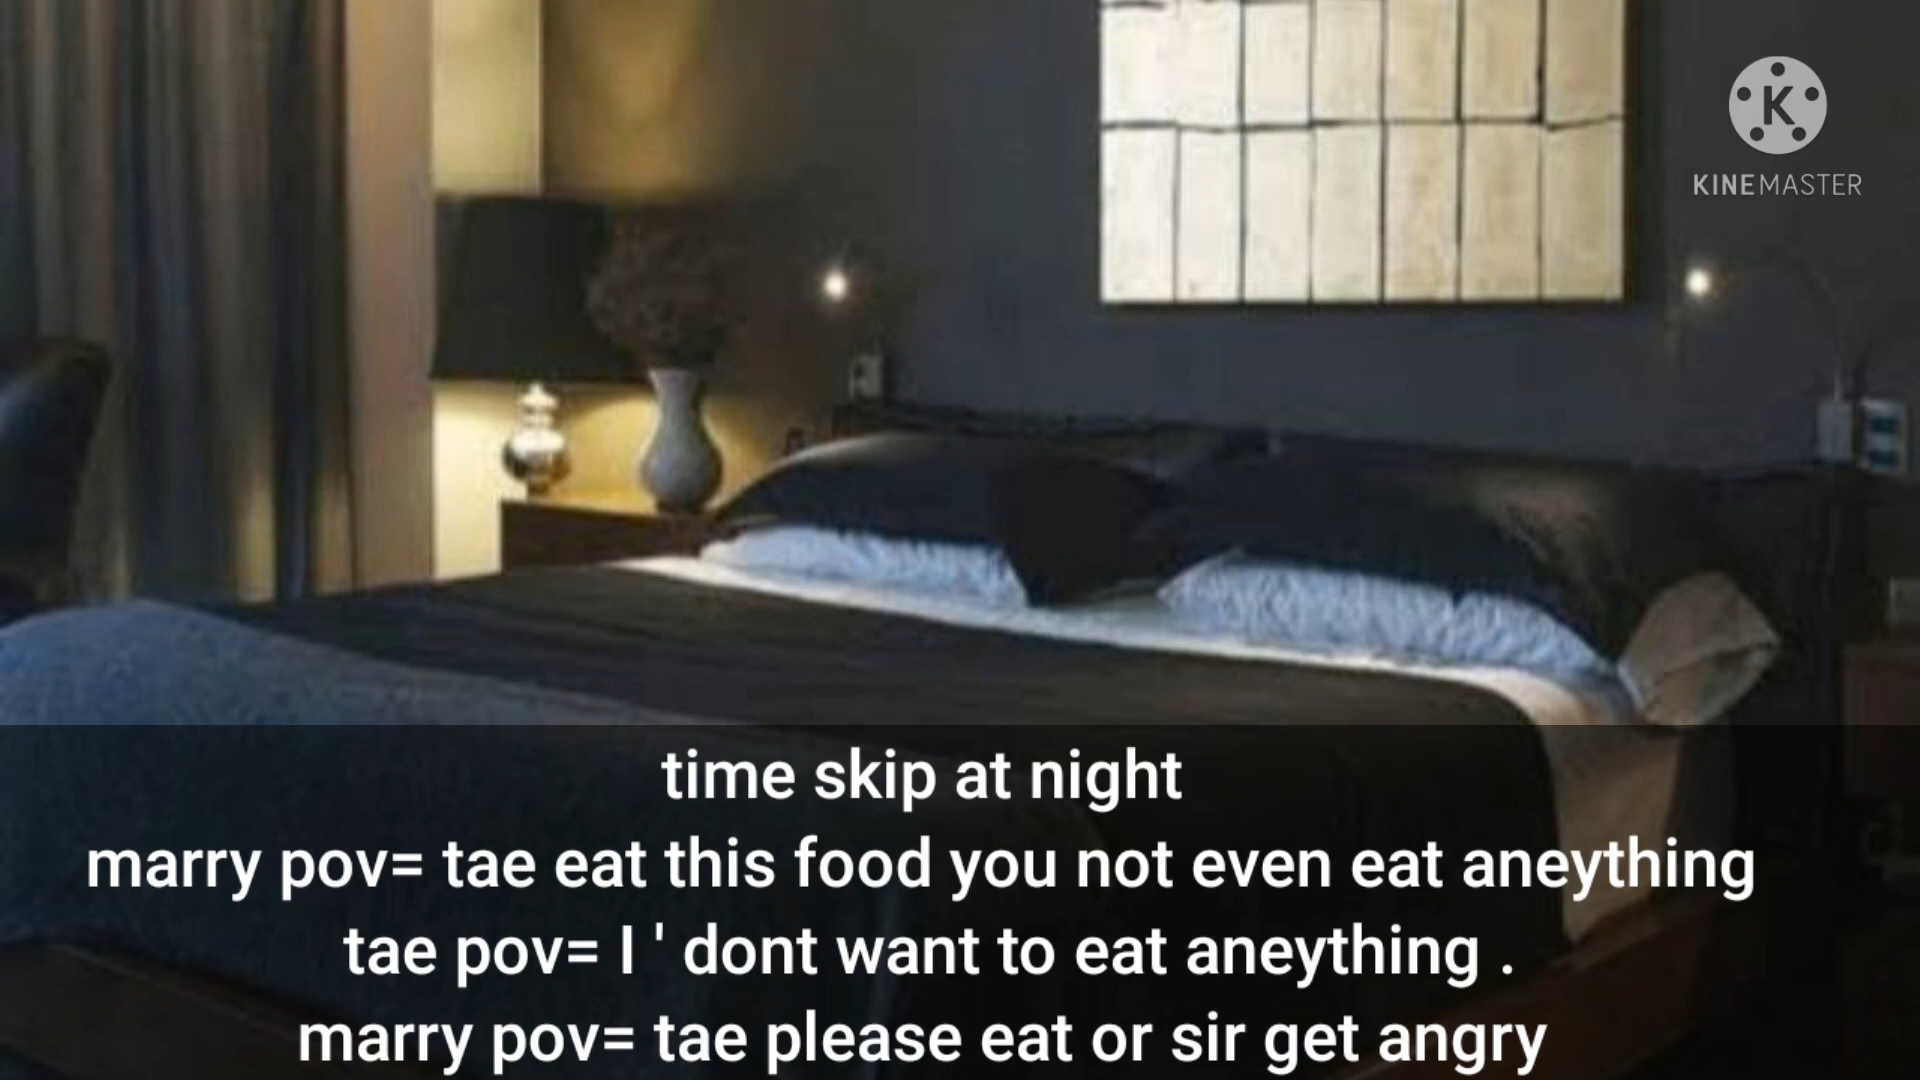 KINEMASTER
time skip at night
marry pov= tae eat this food you not even eat aneything
tae pov= I ' dont want to eat aneything .
marry pov= tae please eat or sir get angry